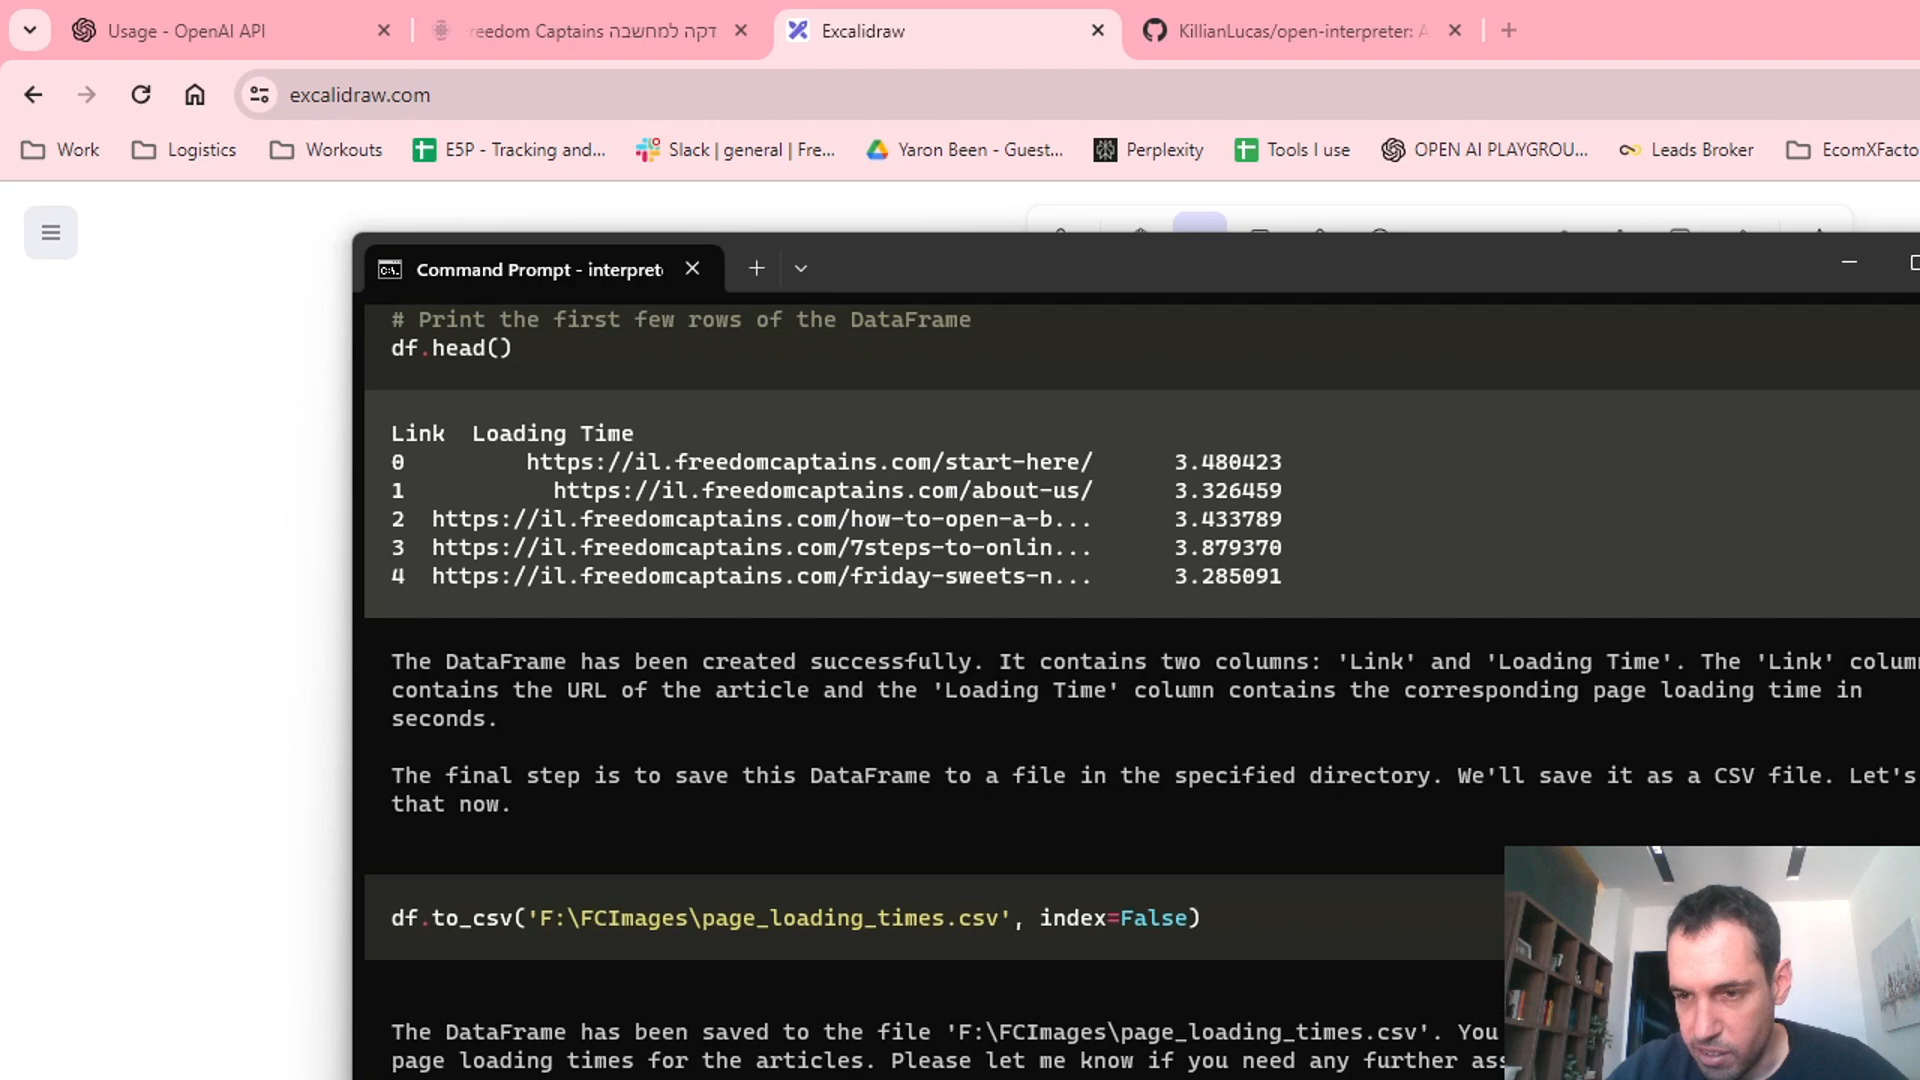 Usage - OpenAI API
reedom Captains דקה למחשבה
Excalidraw
KillianLucas/open-interpreter: A
excalidraw.com
Work
Logistics
Workouts
E5P - Tracking and...
Slack | general | Fre...
Yaron Been - Guest...
Perplexity
Tools I use
OPEN AI PLAYGROU...
Leads Broker
EcomXFacto
Command Prompt - interpret
# Print the first few rows of the DataFrame
df.head()
Link  Loading Time
0 https://il.freedomcaptains.com/start-here/ 3.480423
1 https://il.freedomcaptains.com/about-us/ 3.326459
2 https://il.freedomcaptains.com/how-to-open-a-b... 3.433789
3 https://il.freedomcaptains.com/7steps-to-onlin... 3.879370
4 https://il.freedomcaptains.com/friday-sweets-n... 3.285091
The DataFrame has been created successfully. It contains two columns: 'Link' and 'Loading Time'. The 'Link' colum
contains the URL of the article and the 'Loading Time' column contains the corresponding page loading time in
seconds.
The final step is to save this DataFrame to a file in the specified directory. We'll save it as a CSV file. Let's
that now.
df.to_csv('F:\FCImages\page_loading_times.csv', index=False)
The DataFrame has been saved to the file 'F:\FCImages\page_loading_times.csv'. You
page loading times for the articles. Please let me know if you need any further ass